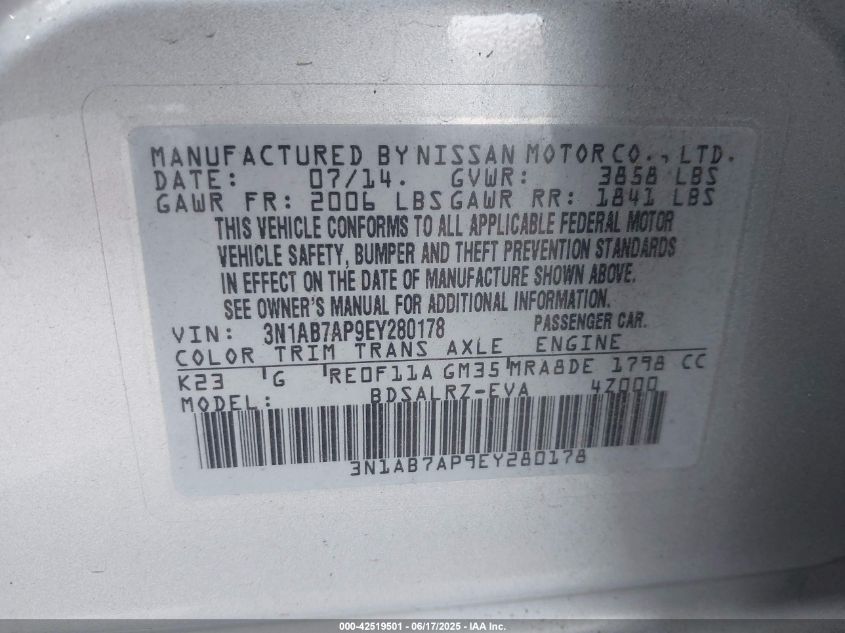 MANUFACTURED BY NISSAN MOTOR CO., LTD.
DATE: 07/14. GVWR: 3858 LBS
GAWR FR: 2006 LBS GAWR RR: 1841 LBS
THIS VEHICLE CONFORMS TO ALL APPLICABLE FEDERAL MOTOR
VEHICLE SAFETY, BUMPER AND THEFT PREVENTION STANDARDS
IN EFFECT ON THE DATE OF MANUFACTURE SHOWN ABOVE.
SEE OWNER'S MANUAL FOR ADDITIONAL INFORMATION.
VIN: 3N1AB7AP9EY280178 PASSENGER CAR.
COLOR TRIM TRANS AXLE ENGINE
K23 'G 'RE0F11A GM35 'MRA8DE 1798 CC
MODEL: BDSALRZ-EVA 4Z000
3N1AB7AP9EY280178
000-42519501 - 06/17/2025 - IAA Inc.